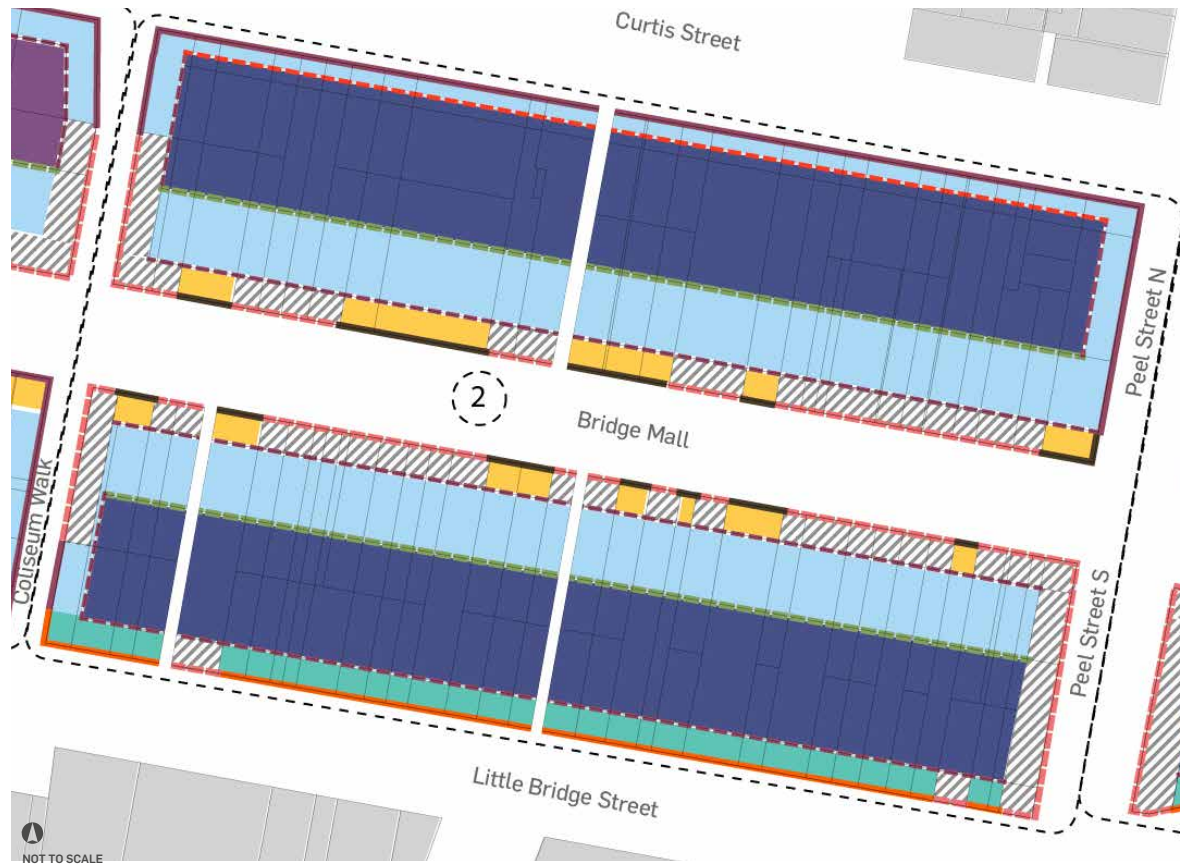 Curtis Street
Peel Street N
2
Bridge Mall
Coliseum Walk
Peel Street S
Little Bridge Street
NOT TO SCALE